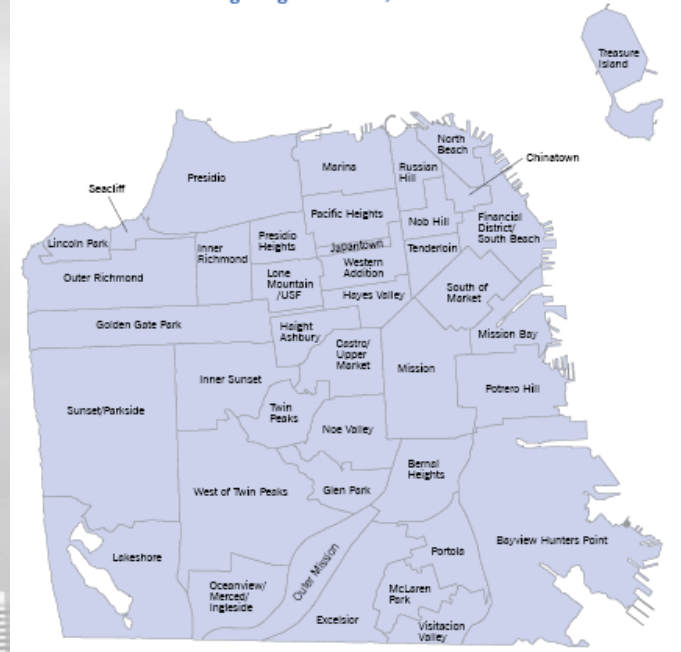 Treasure
Island
North
Beach
Chinatown
Marina
Russian
Hill
Presidio
Seacliff
Pacific Heights
Nob Hill
Financial
District/
South Beach
Lincoln Park
Inner
Richmond
Presidio
Heights
Japantown
Tenderloin
Western
Addition
Outer Richmond
Lone
Mountain
/USF
Hayes Valley
South of
Market
Golden Gate Park
Haight
Ashbury
Castro/
Upper
Market
Mission Bay
Mission
Inner Sunset
Potrero Hill
Sunset/Parkside
Twin
Peaks
Noe Valley
Bernal
Heights
West of Twin Peaks
Glen Park
Bayview Hunters Point
Portola
Lakeshore
Outer Mission
Oceanview/
Merced/
Ingleside
McLaren
Park
Excelsior
Visitacion
Valley